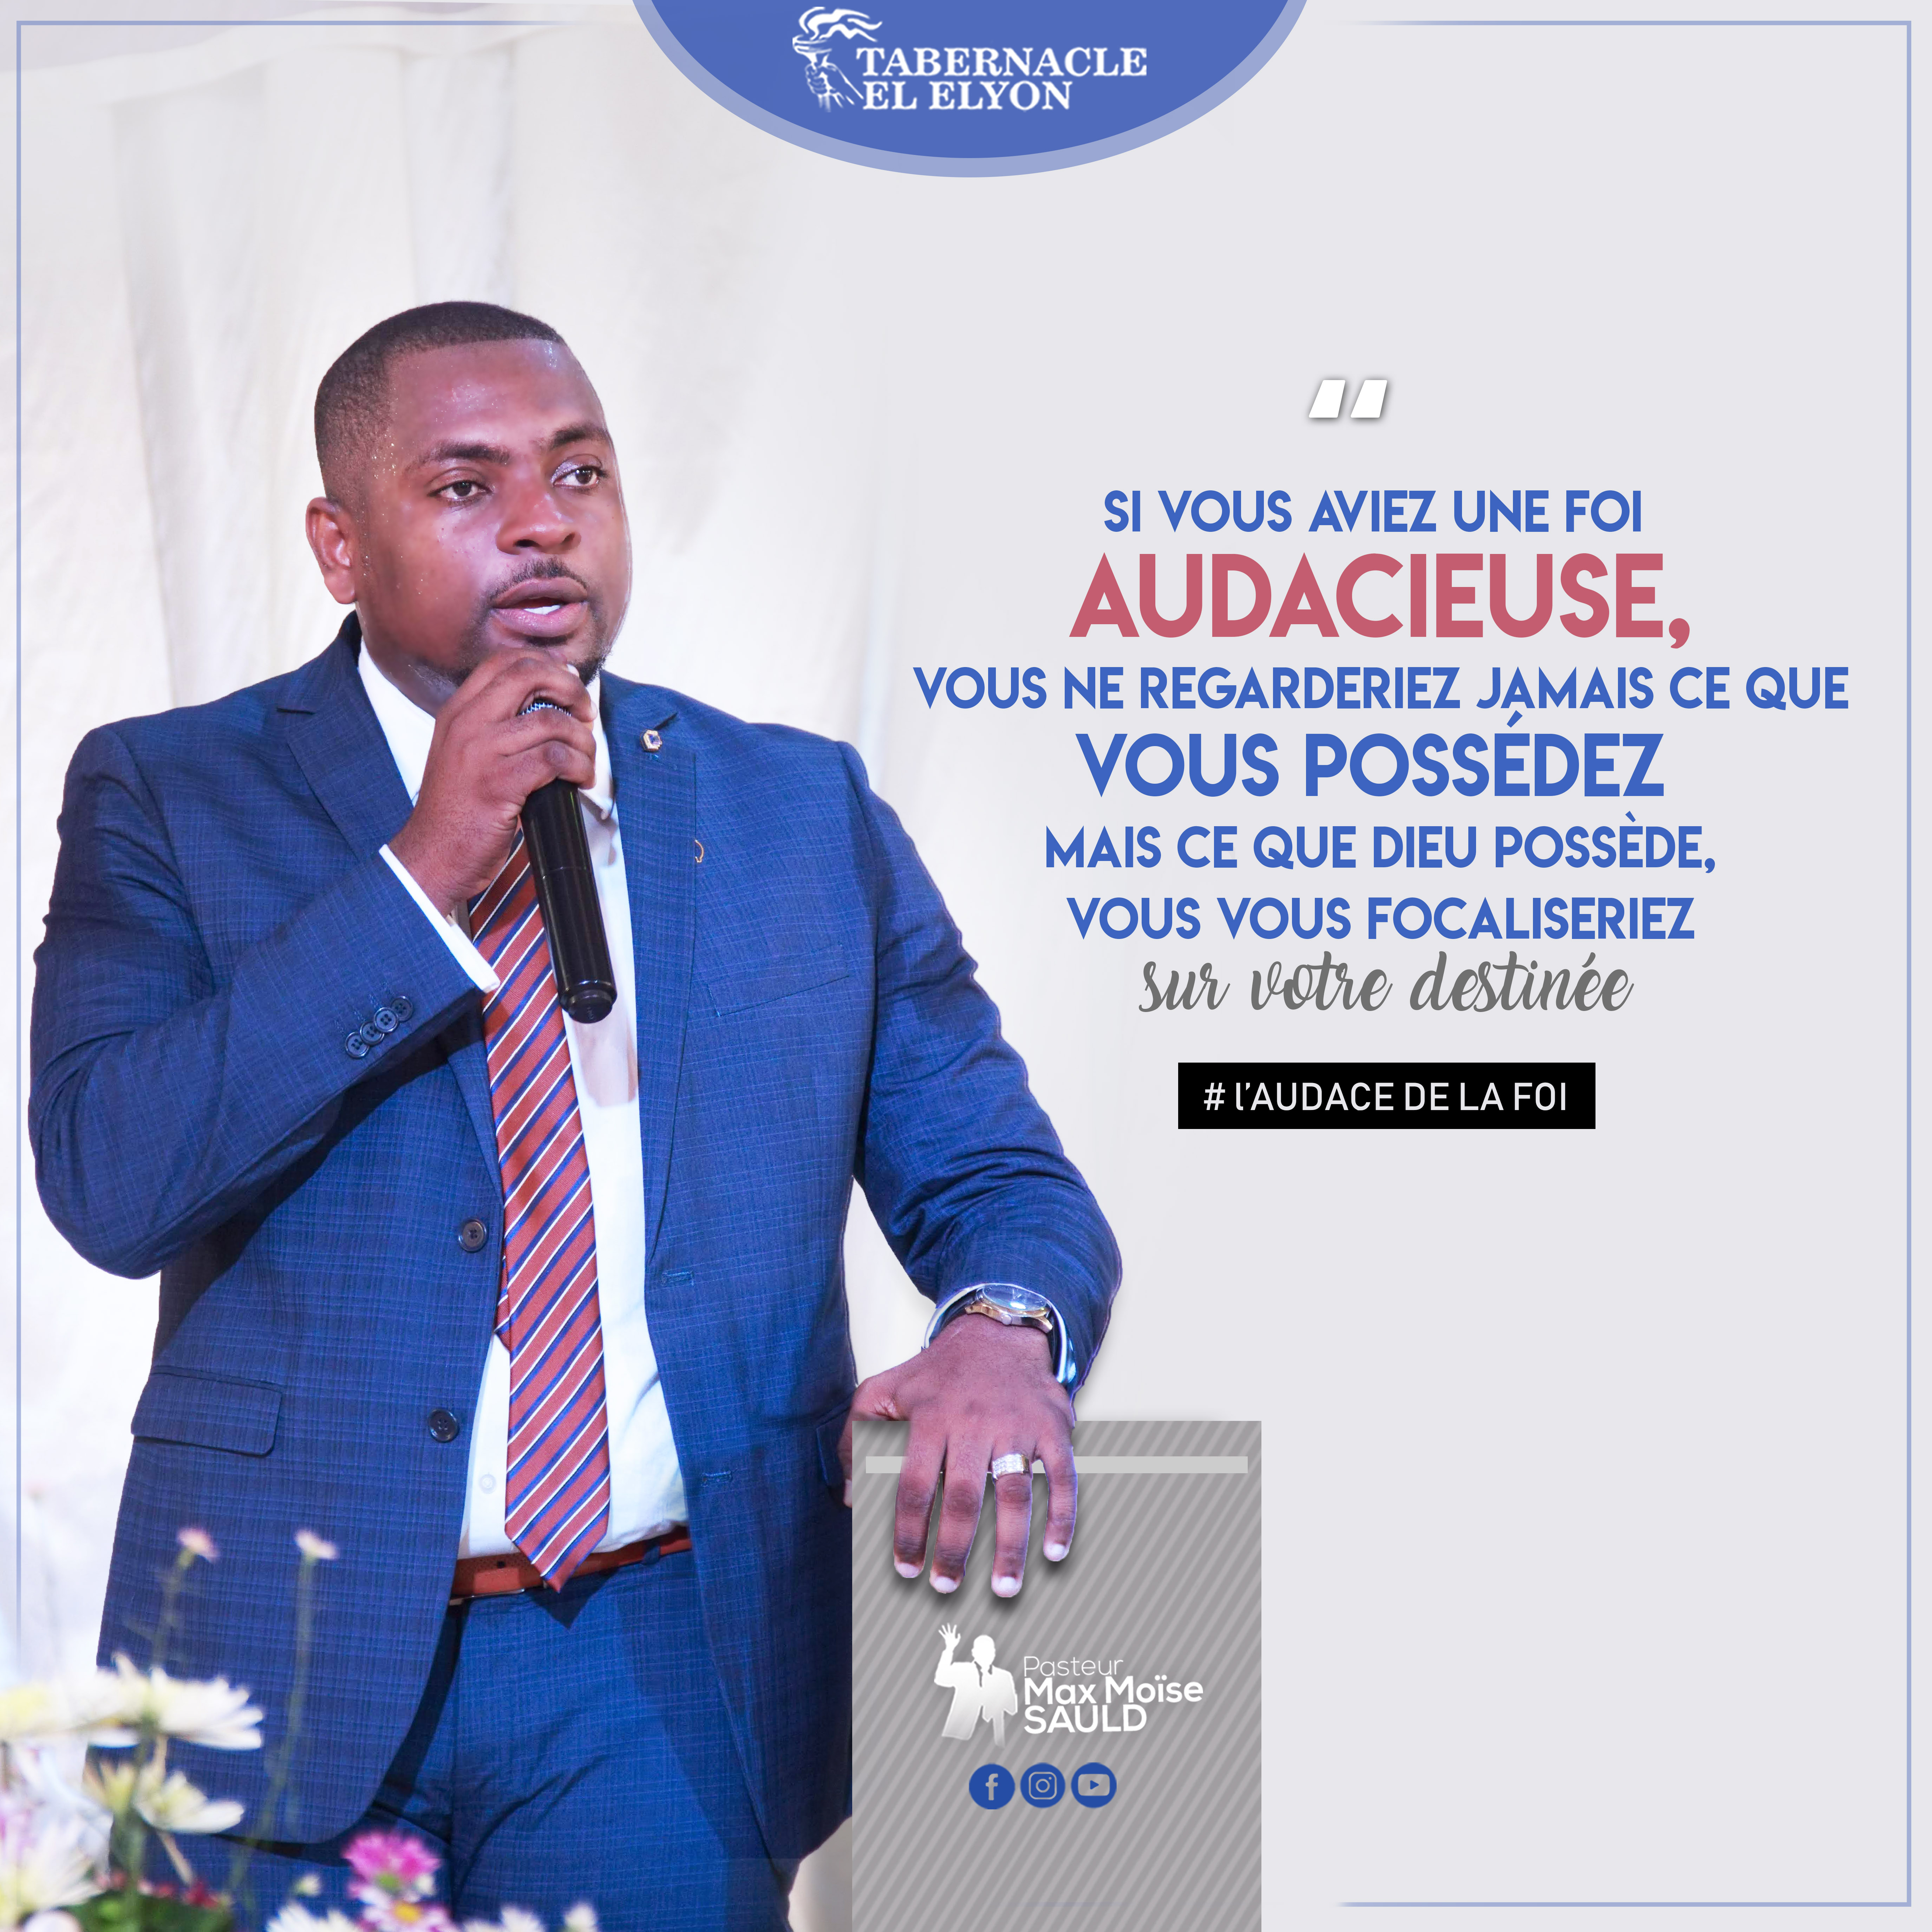 TABERNACLE
EL ELYON
"
SI VOUS AVIEZ UNE FOI
AUDACIEUSE,
VOUS NE REGARDERIEZ JAMAIS CE QUE
VOUS POSSÉDEZ
MAIS CE QUE DIEU POSSÈDE,
VOUS VOUS FOCALISERIEZ
sur votre destinée
# l'AUDACE DE LA FOI
Pasteur
Max Moïse
SAULD